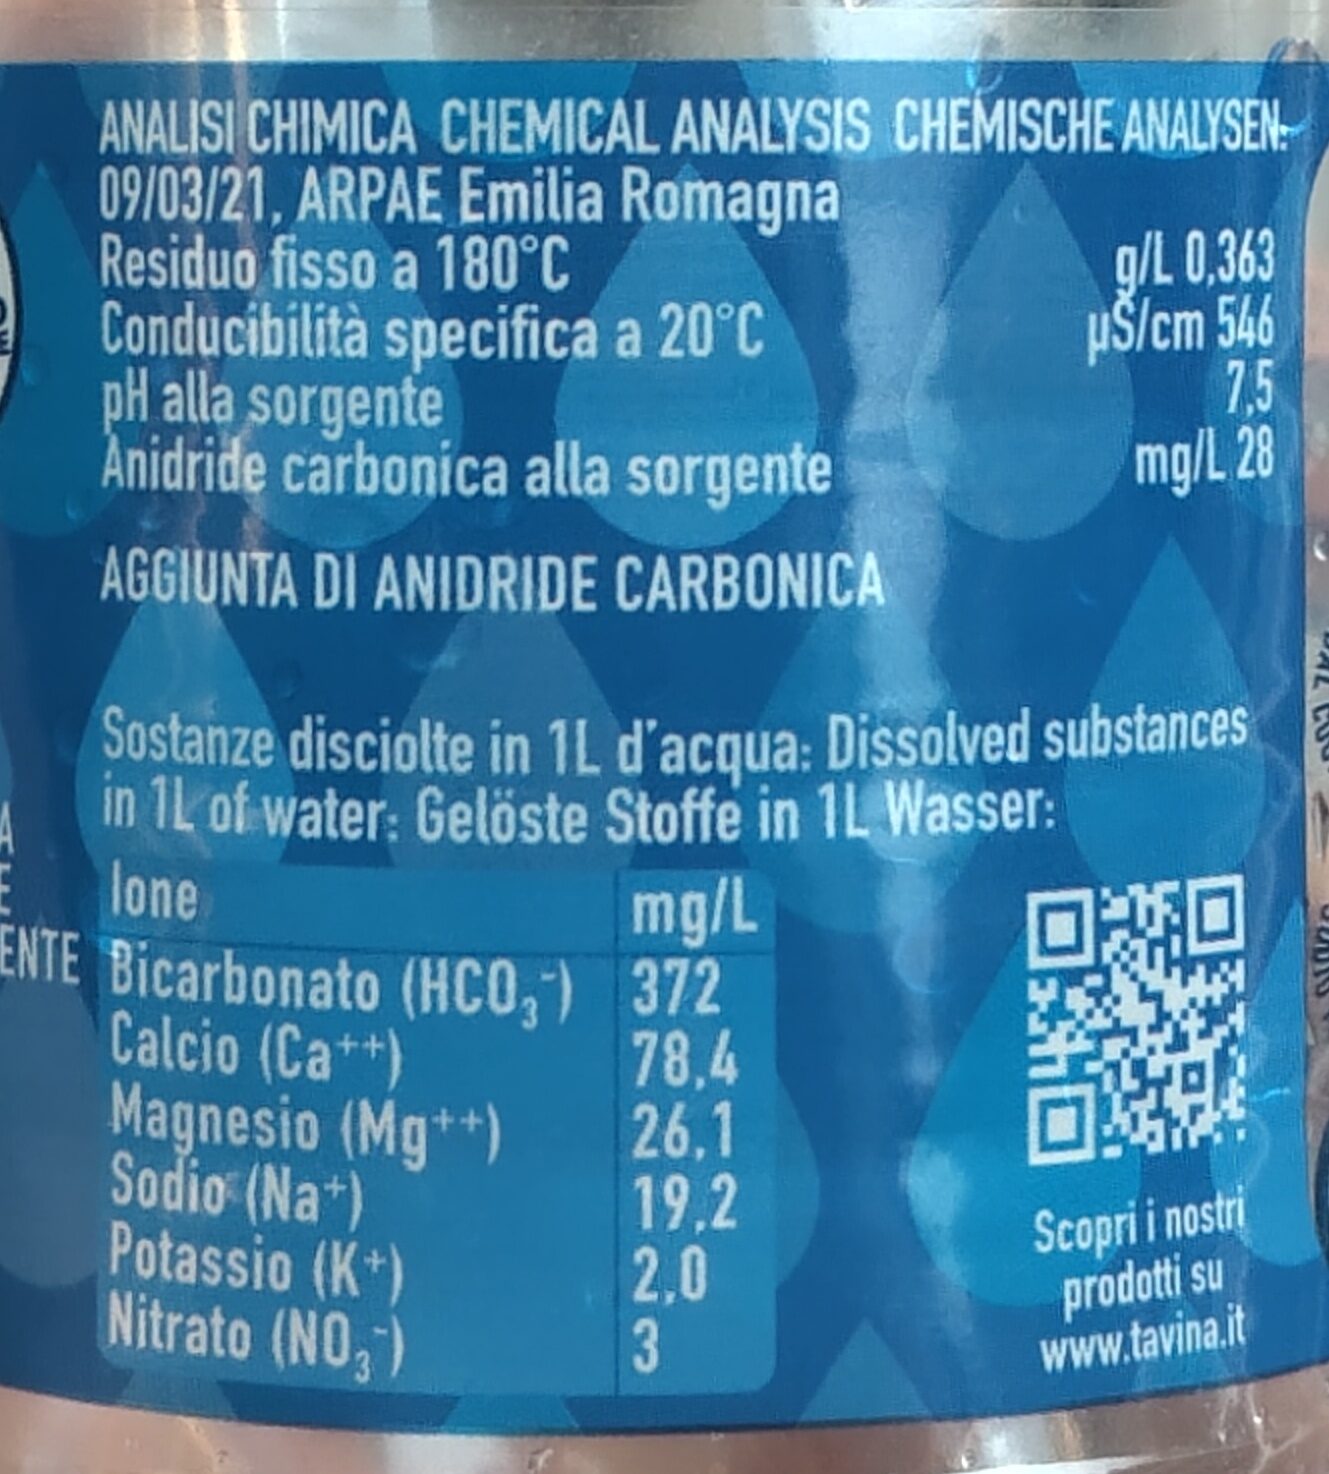 ANALISI CHIMICA CHEMICAL ANALYSIS CHEMISCHE ANALYSEN:
09/03/21, ARPAE Emilia Romagna
Residuo fisso a 180°C g/L 0,363
Conducibilità specifica a 20°C µS/cm 546
pH alla sorgente 7,5
Anidride carbonica alla sorgente mg/L 28
AGGIUNTA DI ANIDRIDE CARBONICA
Sostanze disciolte in 1L d'acqua: Dissolved substances
in 1L of water: Gelöste Stoffe in 1L Wasser:
Ione mg/L
Bicarbonato (HCO₃⁻) 372
Calcio (Ca⁺⁺) 78,4
Magnesio (Mg⁺⁺) 26,1
Sodio (Na⁺) 19,2
Potassio (K⁺) 2,0
Nitrato (NO₃⁻) 3
Scopri i nostri
prodotti su
www.tavina.it